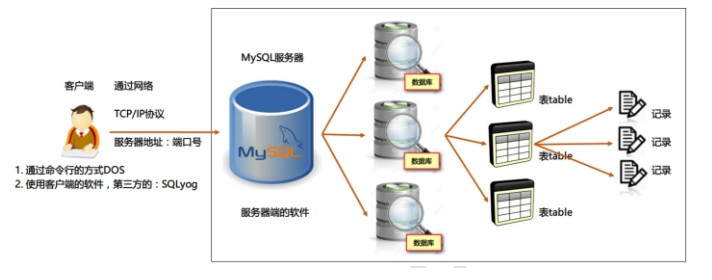 客户端
通过网络
TCP/IP协议
服务器地址：端口号
1. 通过命令行的方式DOS
2. 使用客户端的软件，第三方的：SQLyog
MySQL服务器
MySQL
服务器端的软件
数据库
数据库
数据库
表table
表table
表table
记录
记录
记录